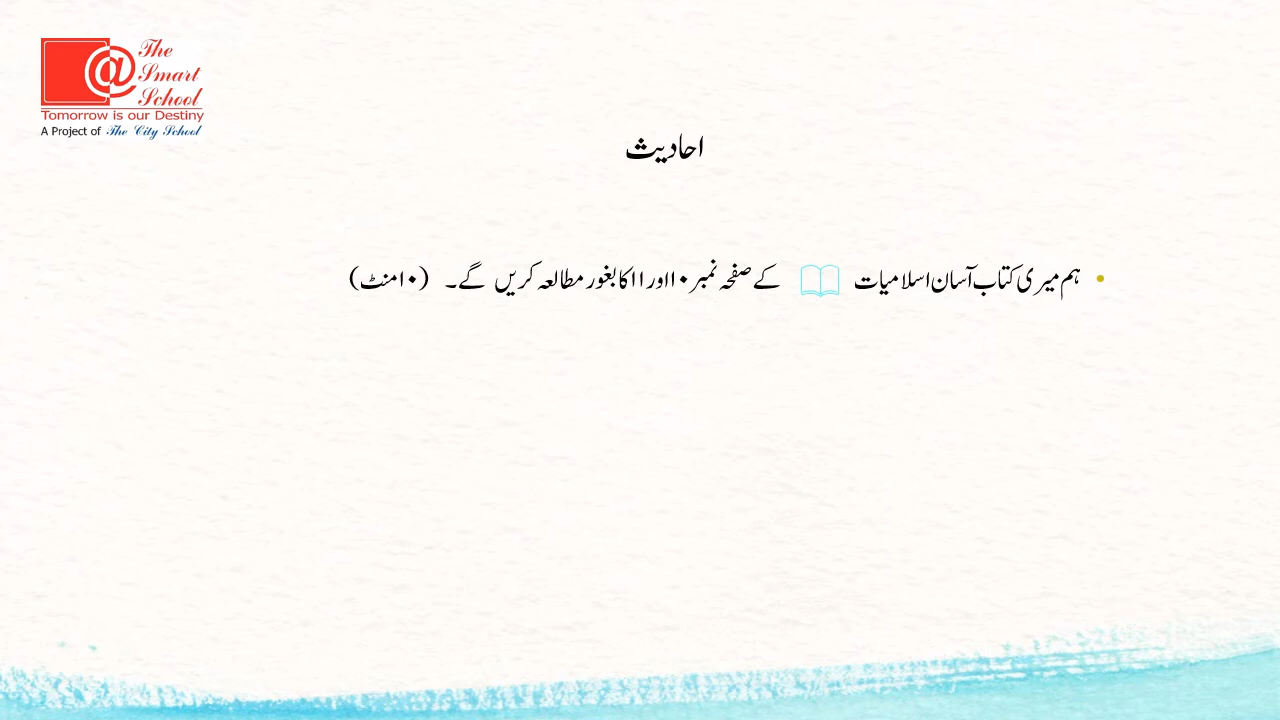 The
Smart
School
Tomorrow is our Destiny
A Project of The City School
احادیث
• ہم میری کتاب آسان اسلامیات کے صفحہ نمبر ۱۰ اور ۱۱ کا بغور مطالعہ کریں گے۔ (۱۰ منٹ)